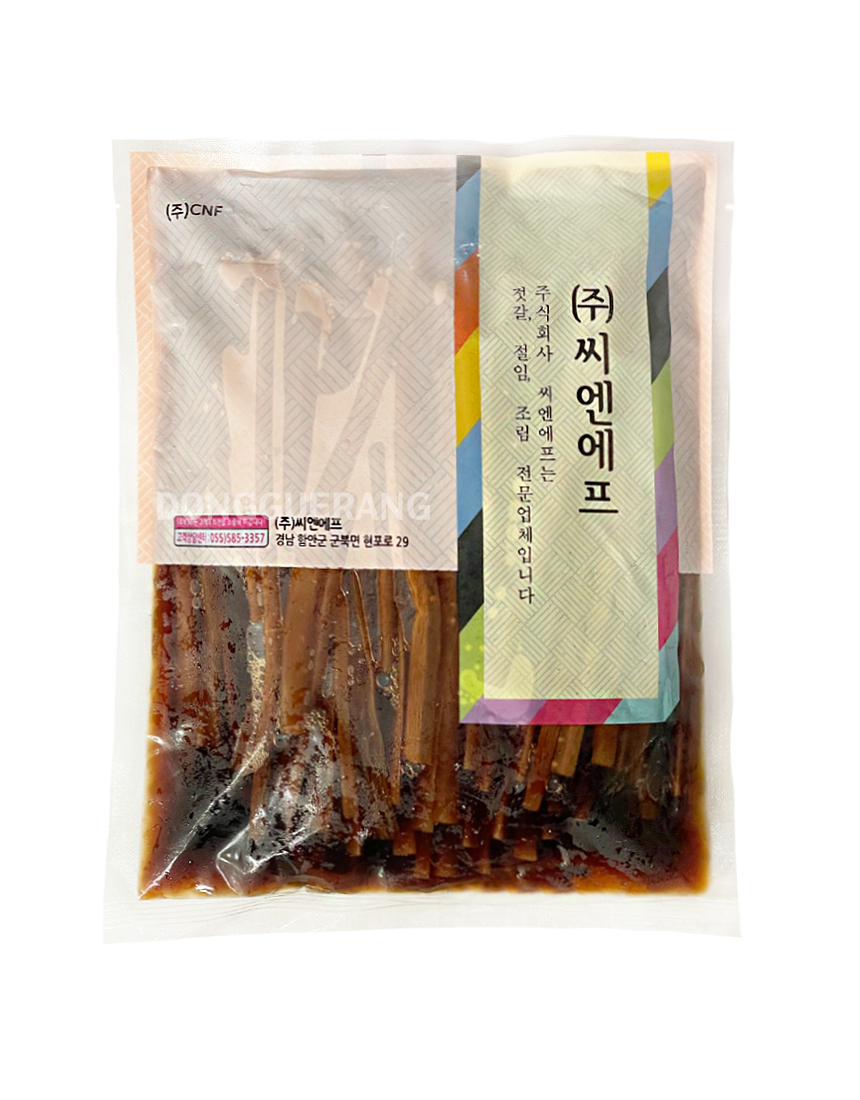 (주)CNF
(주)씨엔에프
주식회사 씨엔에프는
젓갈, 절임, 조림 전문업체입니다
DONGGUERANG
고객상담센터 055)585-3357
(주)씨엔에프
경남 함안군 군북면 현포로 29